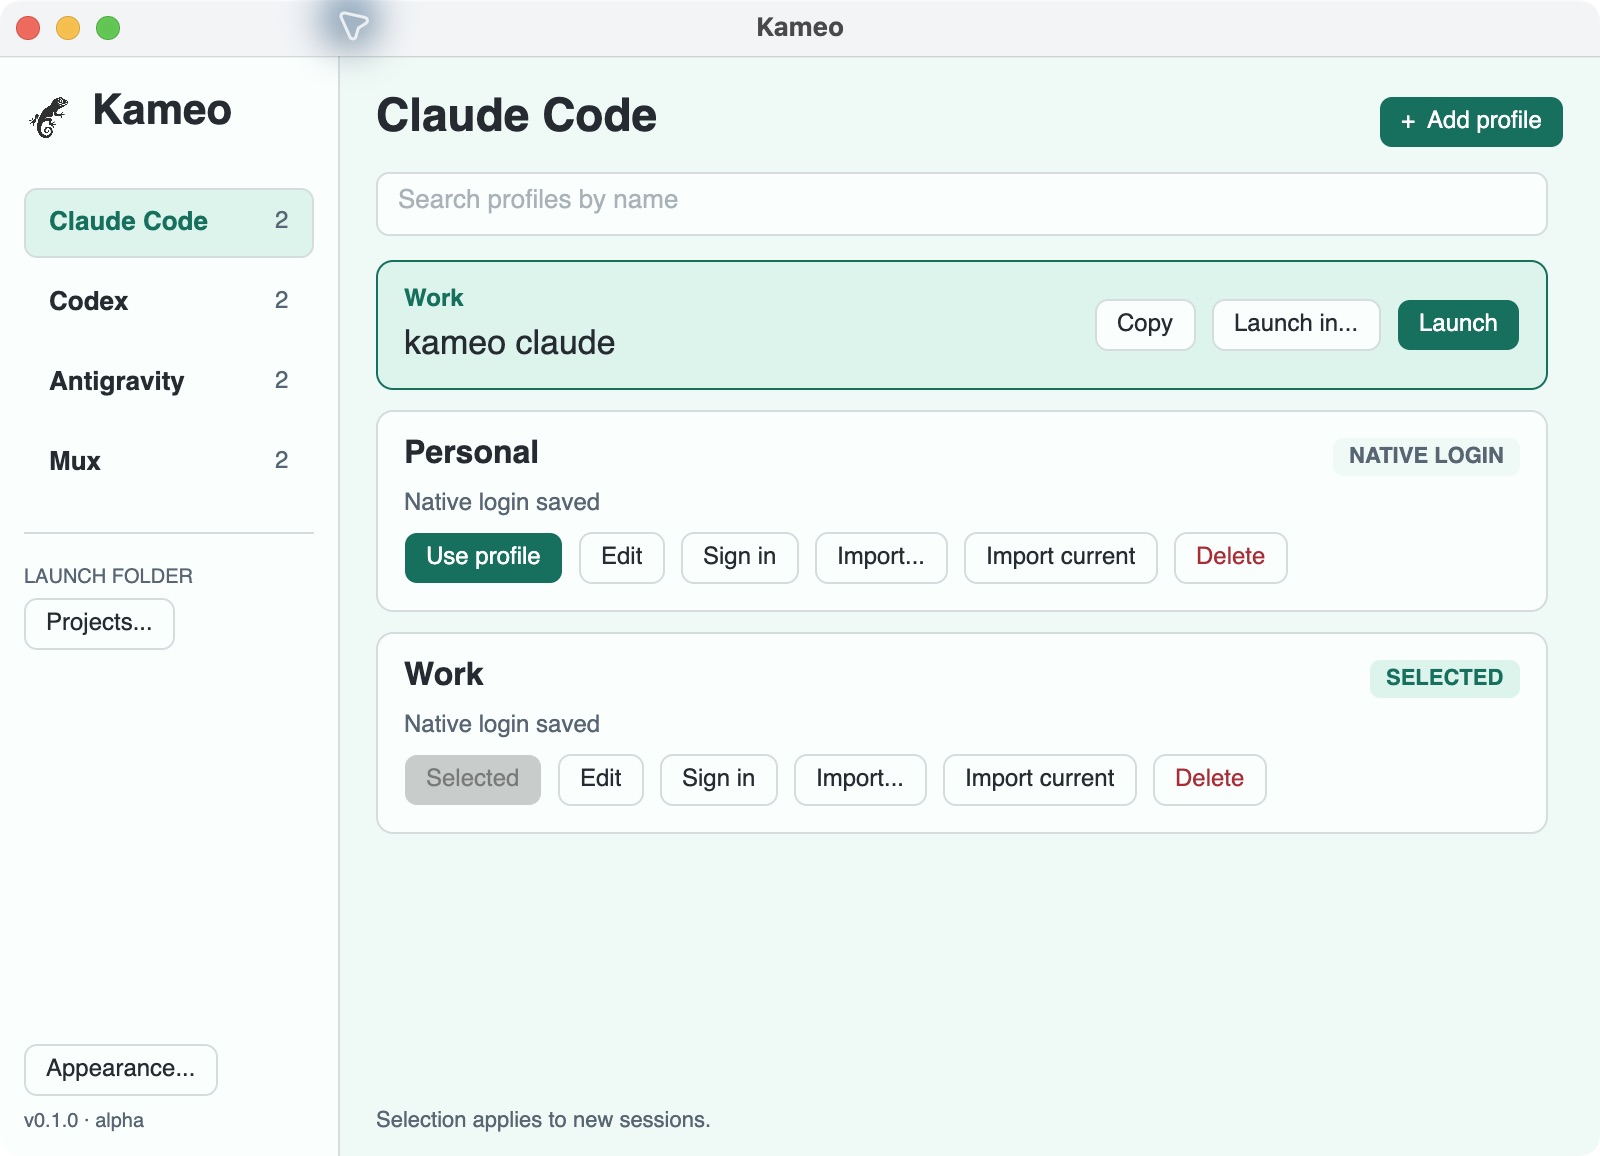 Kameo
Kameo
Claude Code 2
Codex 2
Antigravity 2
Mux 2
LAUNCH FOLDER
Projects...
Appearance...
v0.1.0 · alpha
Claude Code
+ Add profile
Search profiles by name
Work
kameo claude
Copy
Launch in...
Launch
Personal
NATIVE LOGIN
Native login saved
Use profile
Edit
Sign in
Import...
Import current
Delete
Work
SELECTED
Native login saved
Selected
Edit
Sign in
Import...
Import current
Delete
Selection applies to new sessions.